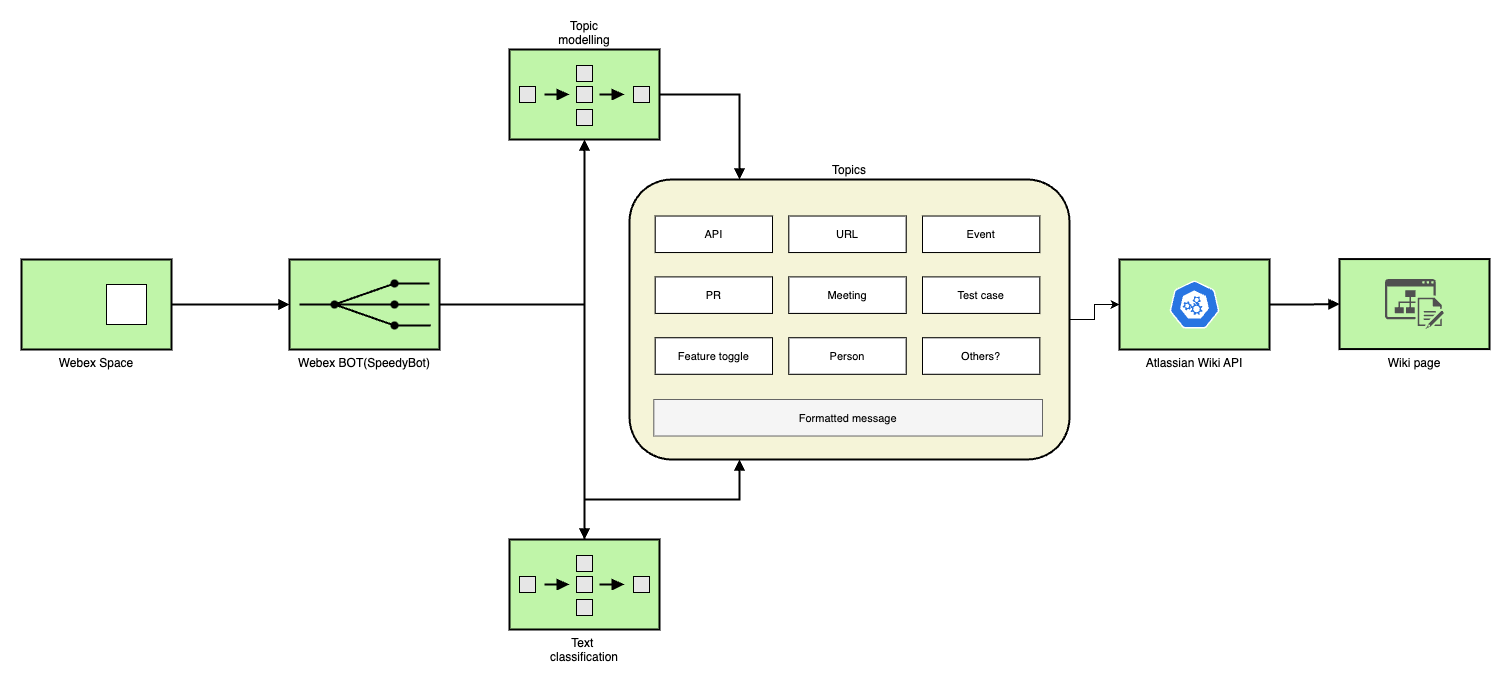 Topic
modelling
Topics
API
URL
Event
PR
Meeting
Test case
Feature toggle
Person
Others?
Formatted message
Webex Space
Webex BOT(SpeedyBot)
Atlassian Wiki API
Wiki page
Text
classification